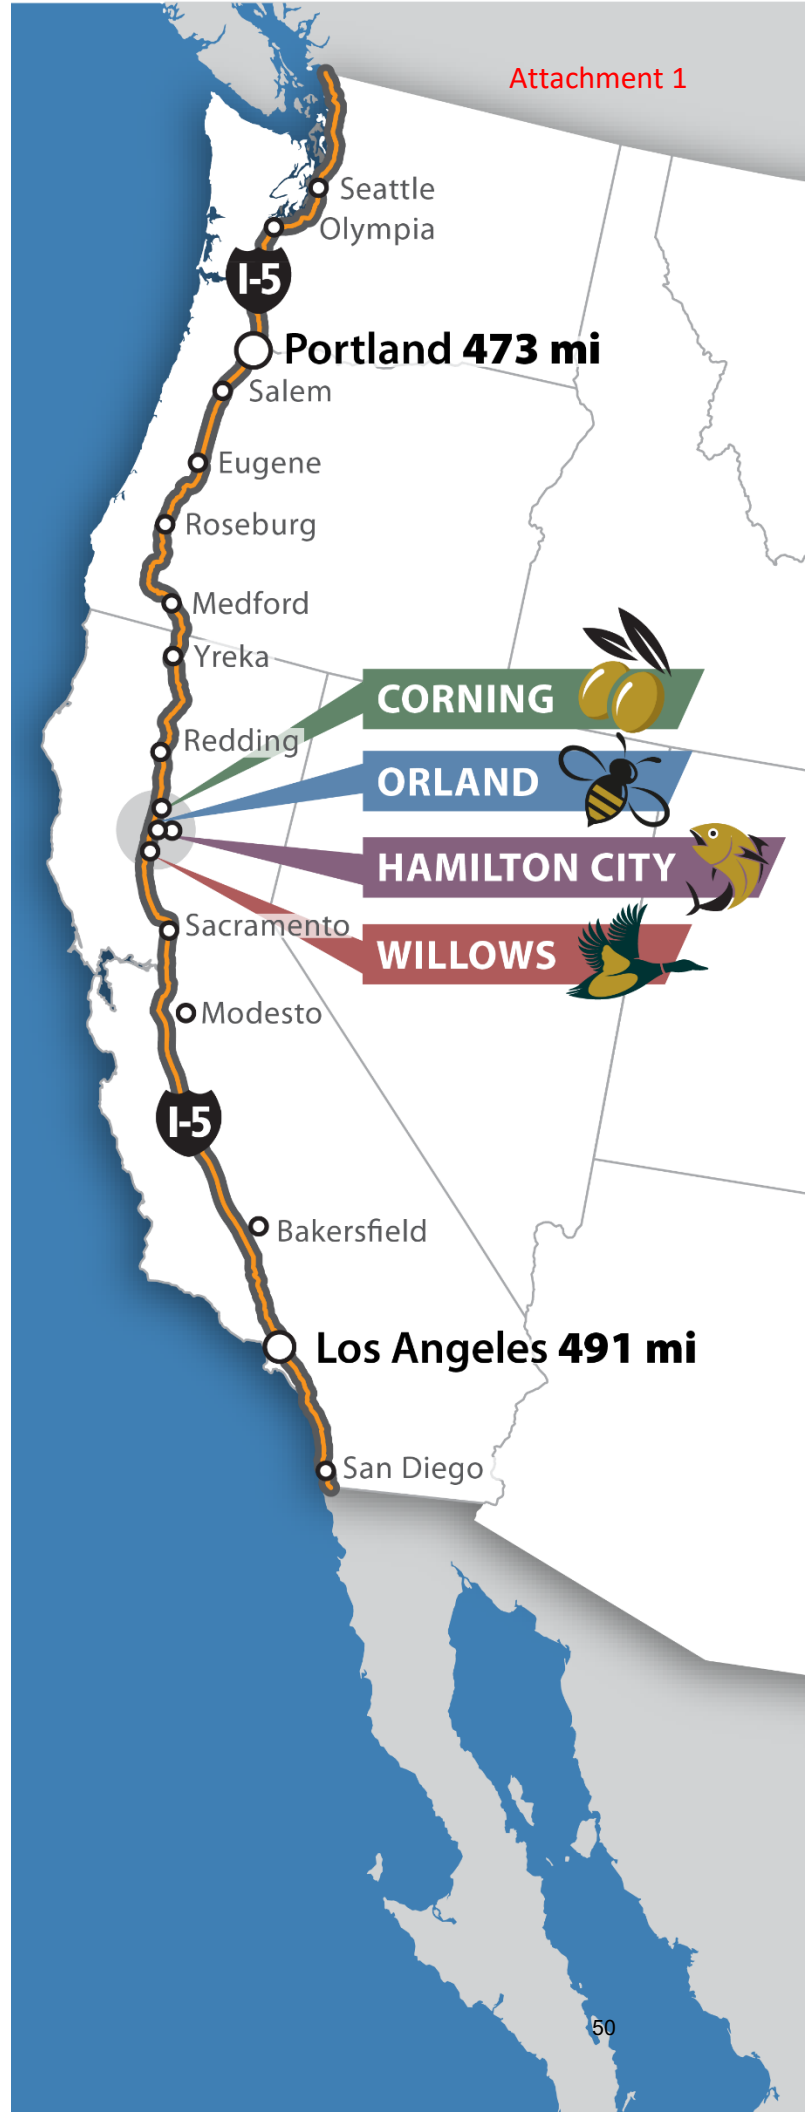 Attachment 1
Seattle
Olympia
I-5
Portland 473 mi
Salem
Eugene
Roseburg
Medford
Yreka
CORNING
Redding
ORLAND
HAMILTON CITY
Sacramento
WILLOWS
Modesto
I-5
Bakersfield
Los Angeles 491 mi
San Diego
50